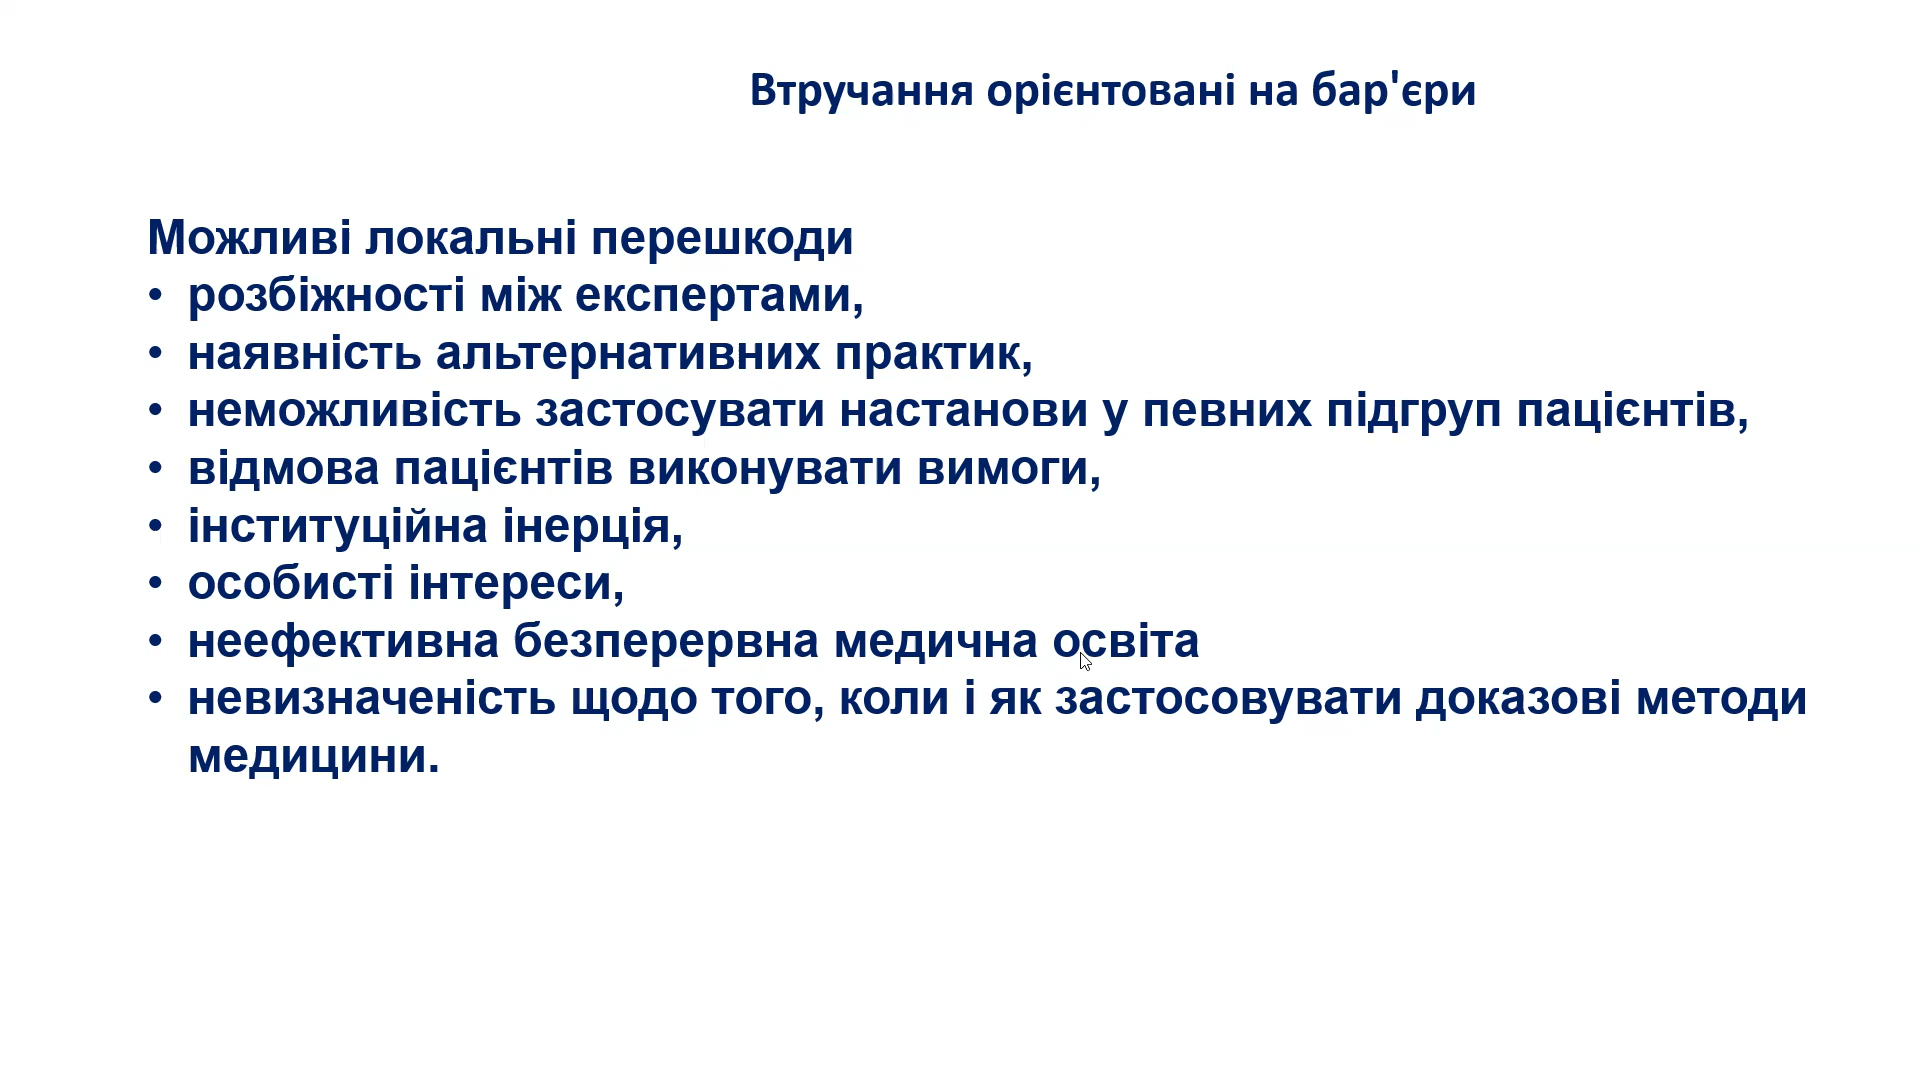 Втручання орієнтовані на бар'єри
Можливі локальні перешкоди
• розбіжності між експертами,
• наявність альтернативних практик,
• неможливість застосувати настанови у певних підгруп пацієнтів,
• відмова пацієнтів виконувати вимоги,
• інституційна інерція,
• особисті інтереси,
• неефективна безперервна медична освіта
• невизначеність щодо того, коли і як застосовувати доказові методи
медицини.